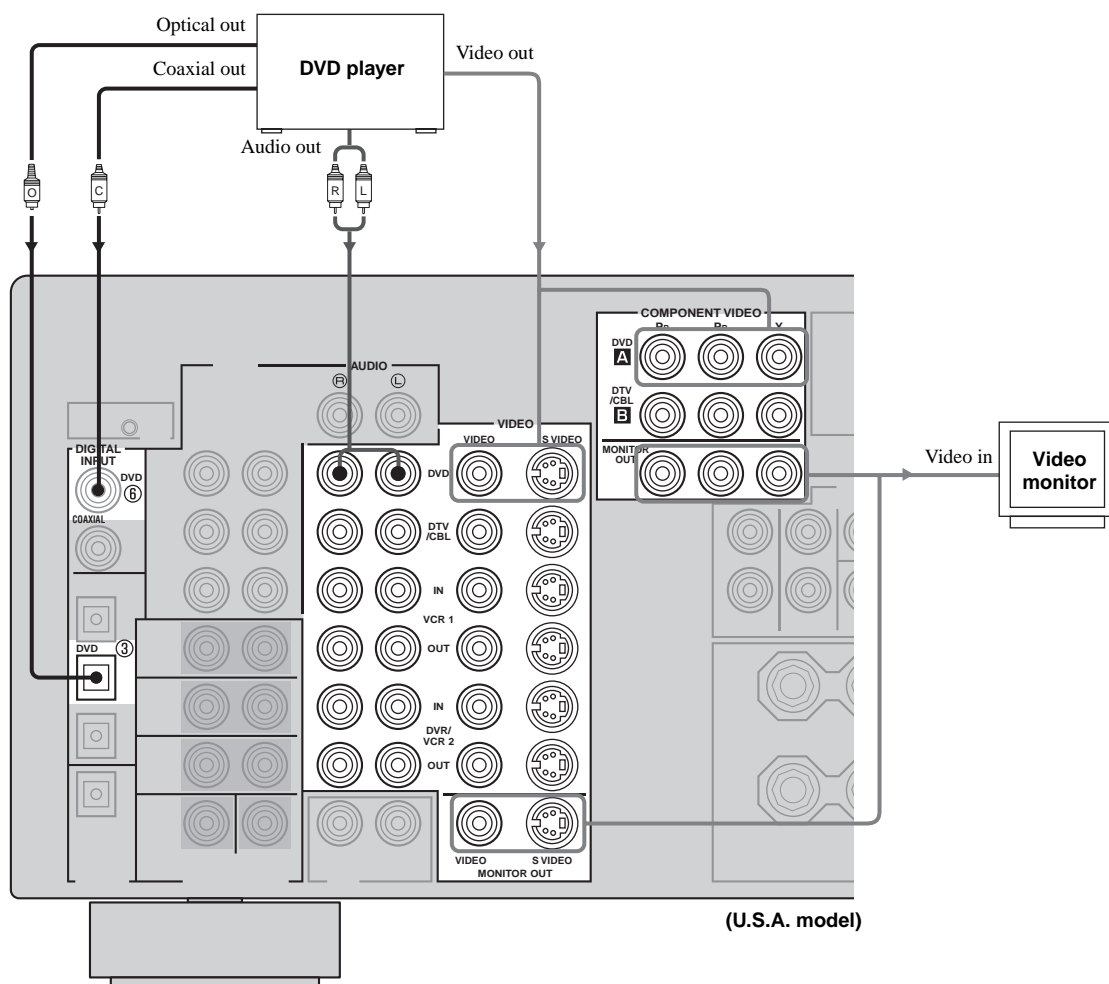 Optical out
Coaxial out
DVD player
Video out
Audio out
O
C
R
L
COMPONENT VIDEO
Y
DVD
A
DTV
/CBL
B
MONITOR
OUT
Video in
Video
monitor
AUDIO
R
L
VIDEO
VIDEO
S VIDEO
DIGITAL
INPUT
DVD
⑥
COAXIAL
DVD
③
DVD
DTV
/CBL
IN
VCR 1
OUT
IN
DVR/
VCR 2
OUT
VIDEO
S VIDEO
MONITOR OUT
(U.S.A. model)